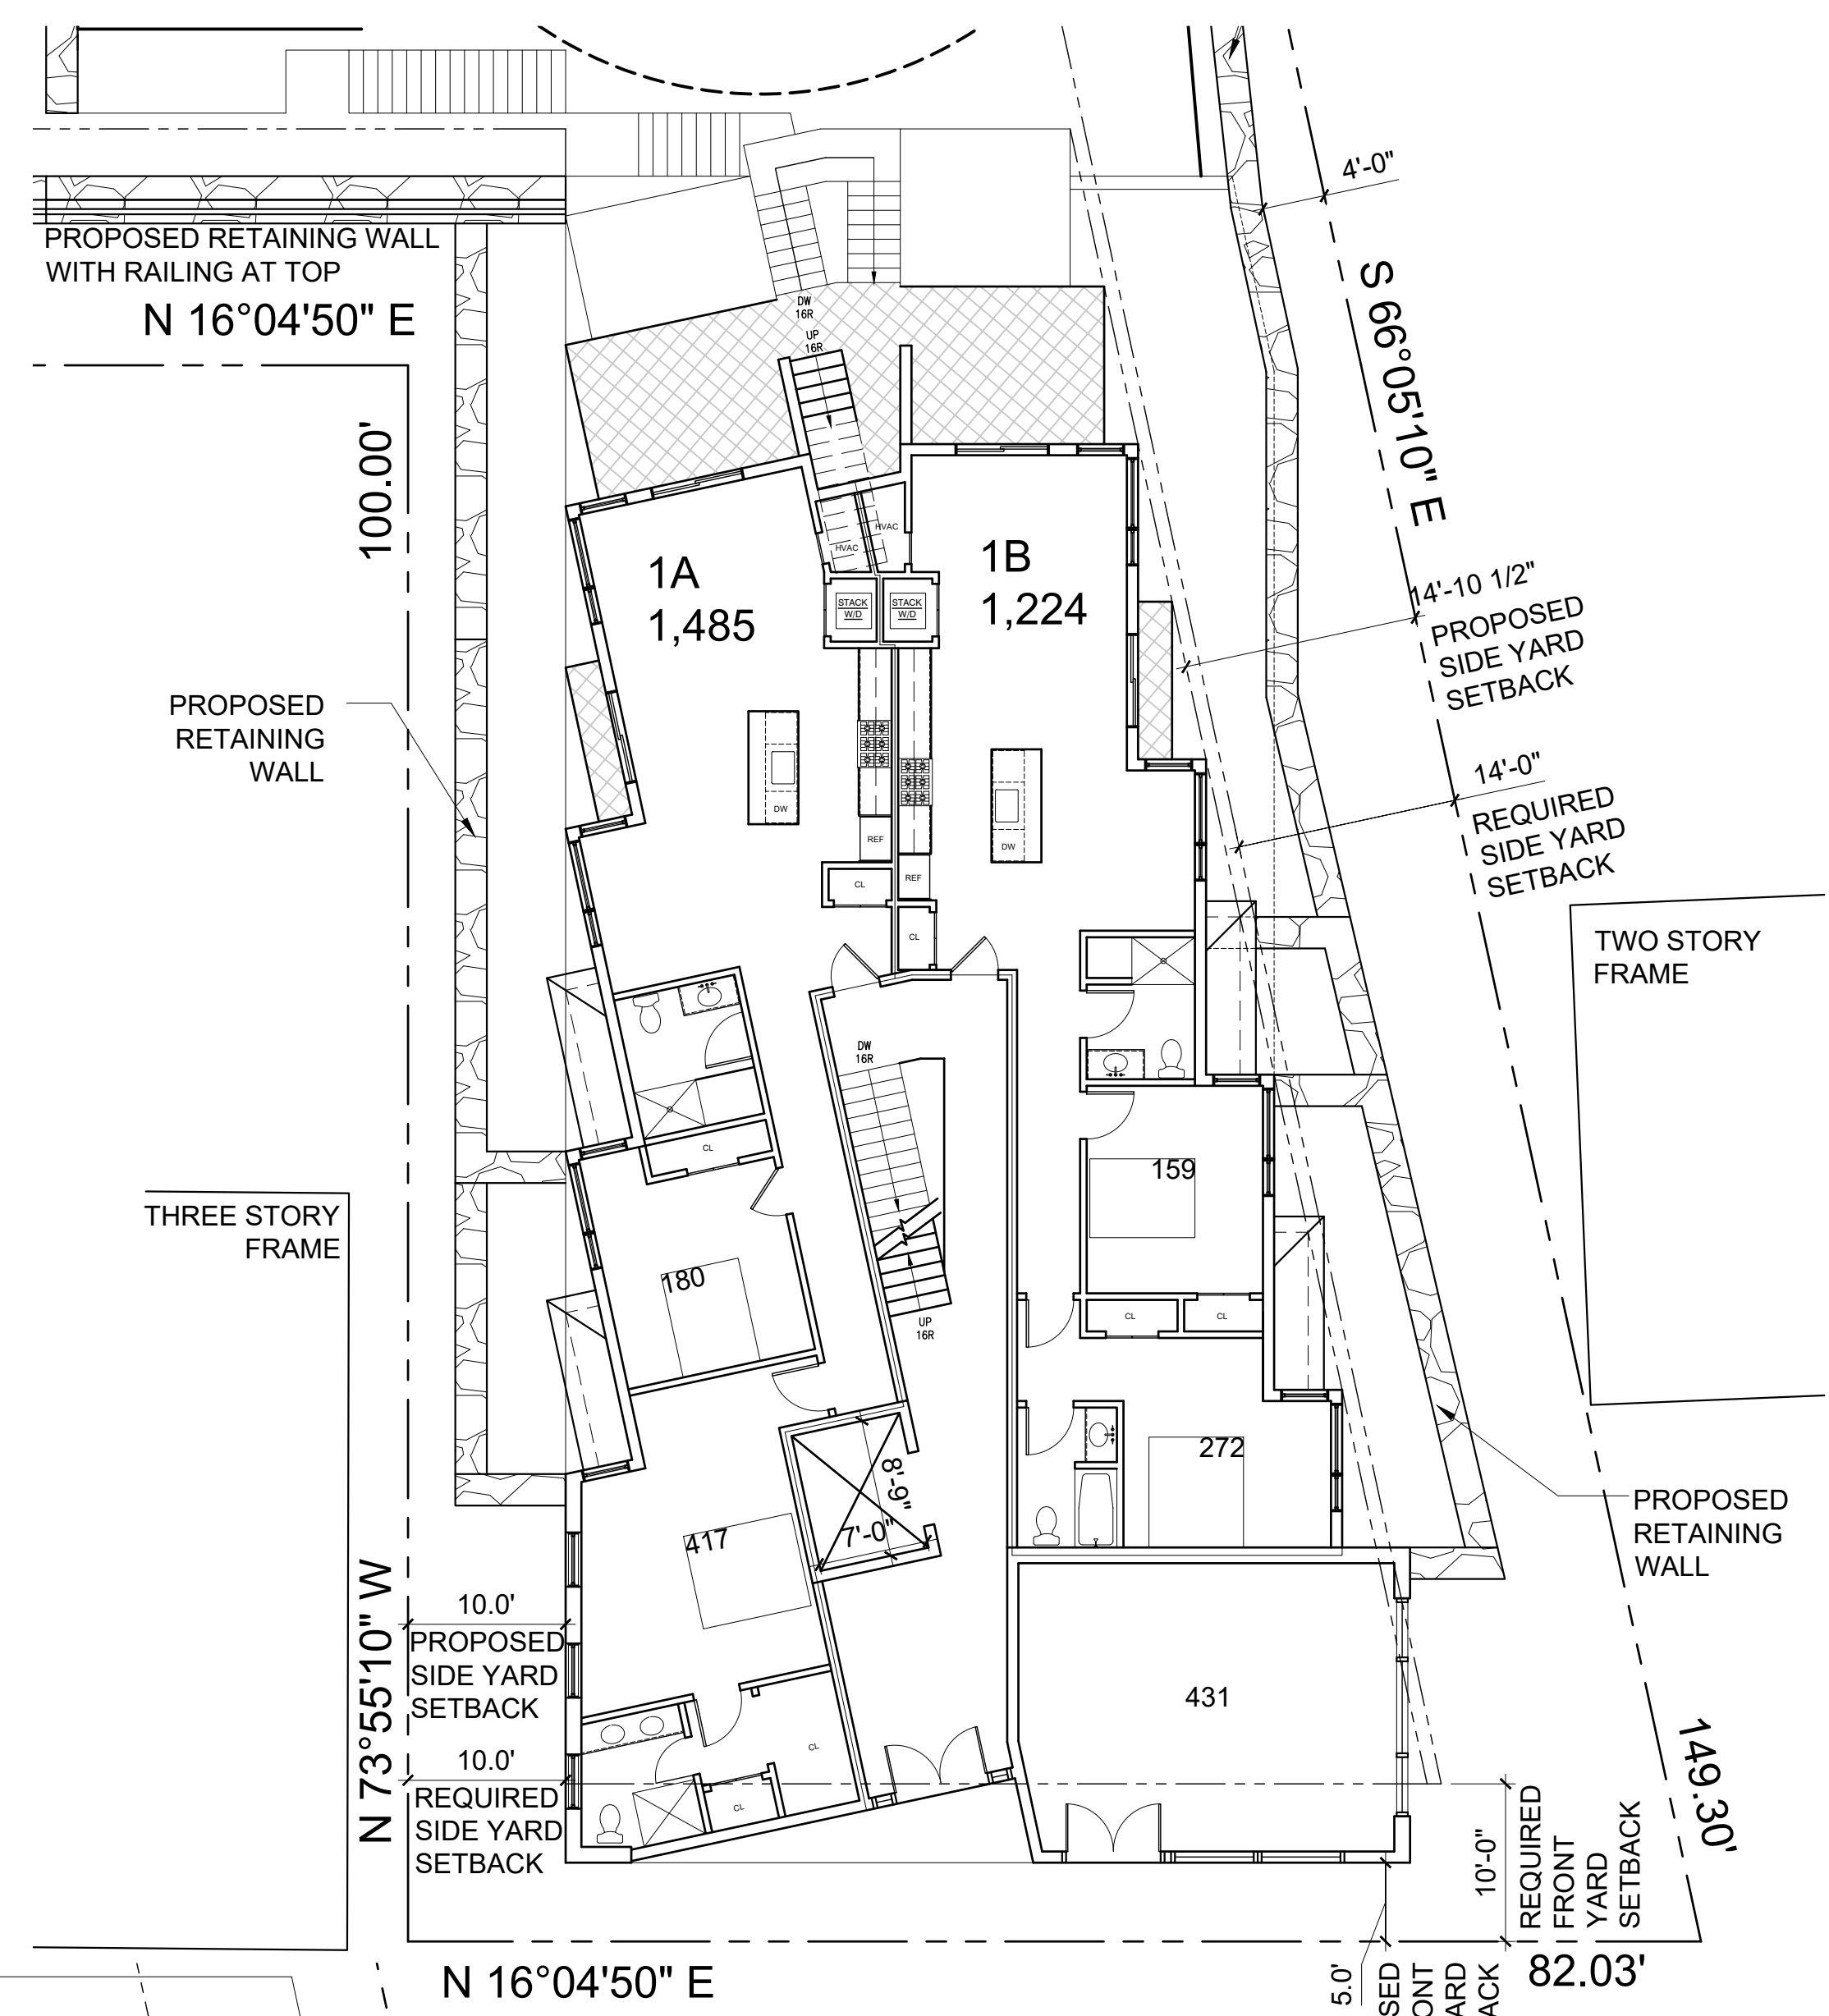 4'-0"
PROPOSED RETAINING WALL
WITH RAILING AT TOP
N 16°04'50" E
S 66°05'10" E
DW
16R
UP
16R
100.00'
HVAC
HVAC
1A
1,485
1B
1,224
STACK
W/D
STACK
W/D
14'-10 1/2"
PROPOSED
SIDE YARD
SETBACK
PROPOSED
RETAINING
WALL
14'-0"
REQUIRED
SIDE YARD
SETBACK
DW
REF
DW
REF
CL
CL
TWO STORY
FRAME
DW
16R
CL
159
THREE STORY
FRAME
180
UP
16R
CL
CL
272
8'-9"
7'-0"
417
PROPOSED
RETAINING
WALL
N 73°55'10" W
10.0'
PROPOSED
SIDE YARD
SETBACK
10.0'
REQUIRED
SIDE YARD
SETBACK
CL
CL
431
149.30'
10'-0"
REQUIRED
FRONT
YARD
SETBACK
N 16°04'50" E
82.03'
5.0'
SED
ONT
ARD
ACK